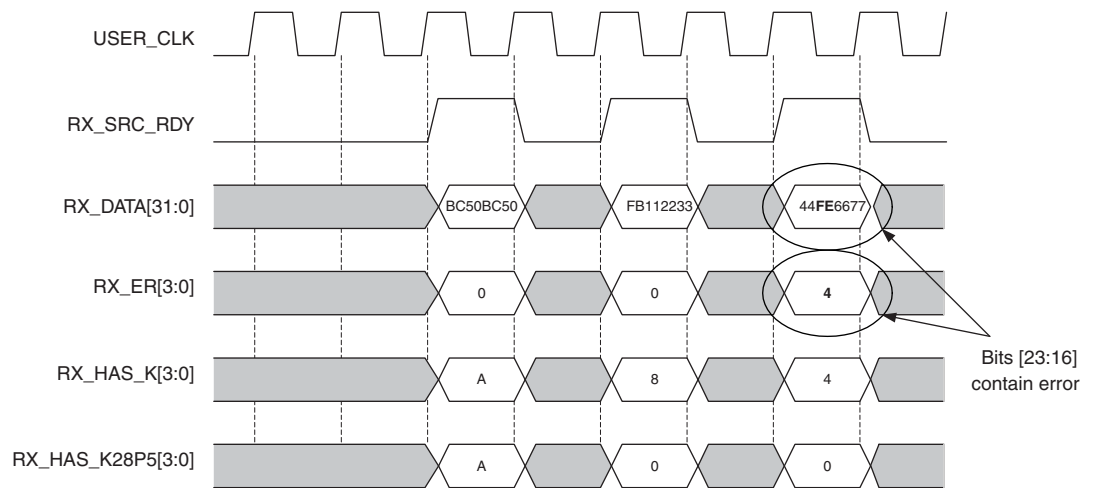 USER_CLK
RX_SRC_RDY
RX_DATA[31:0]
BC50BC50
FB112233
44FE6677
RX_ER[3:0]
0
0
4
Bits [23:16]
contain error
RX_HAS_K[3:0]
A
8
4
RX_HAS_K28P5[3:0]
A
0
0